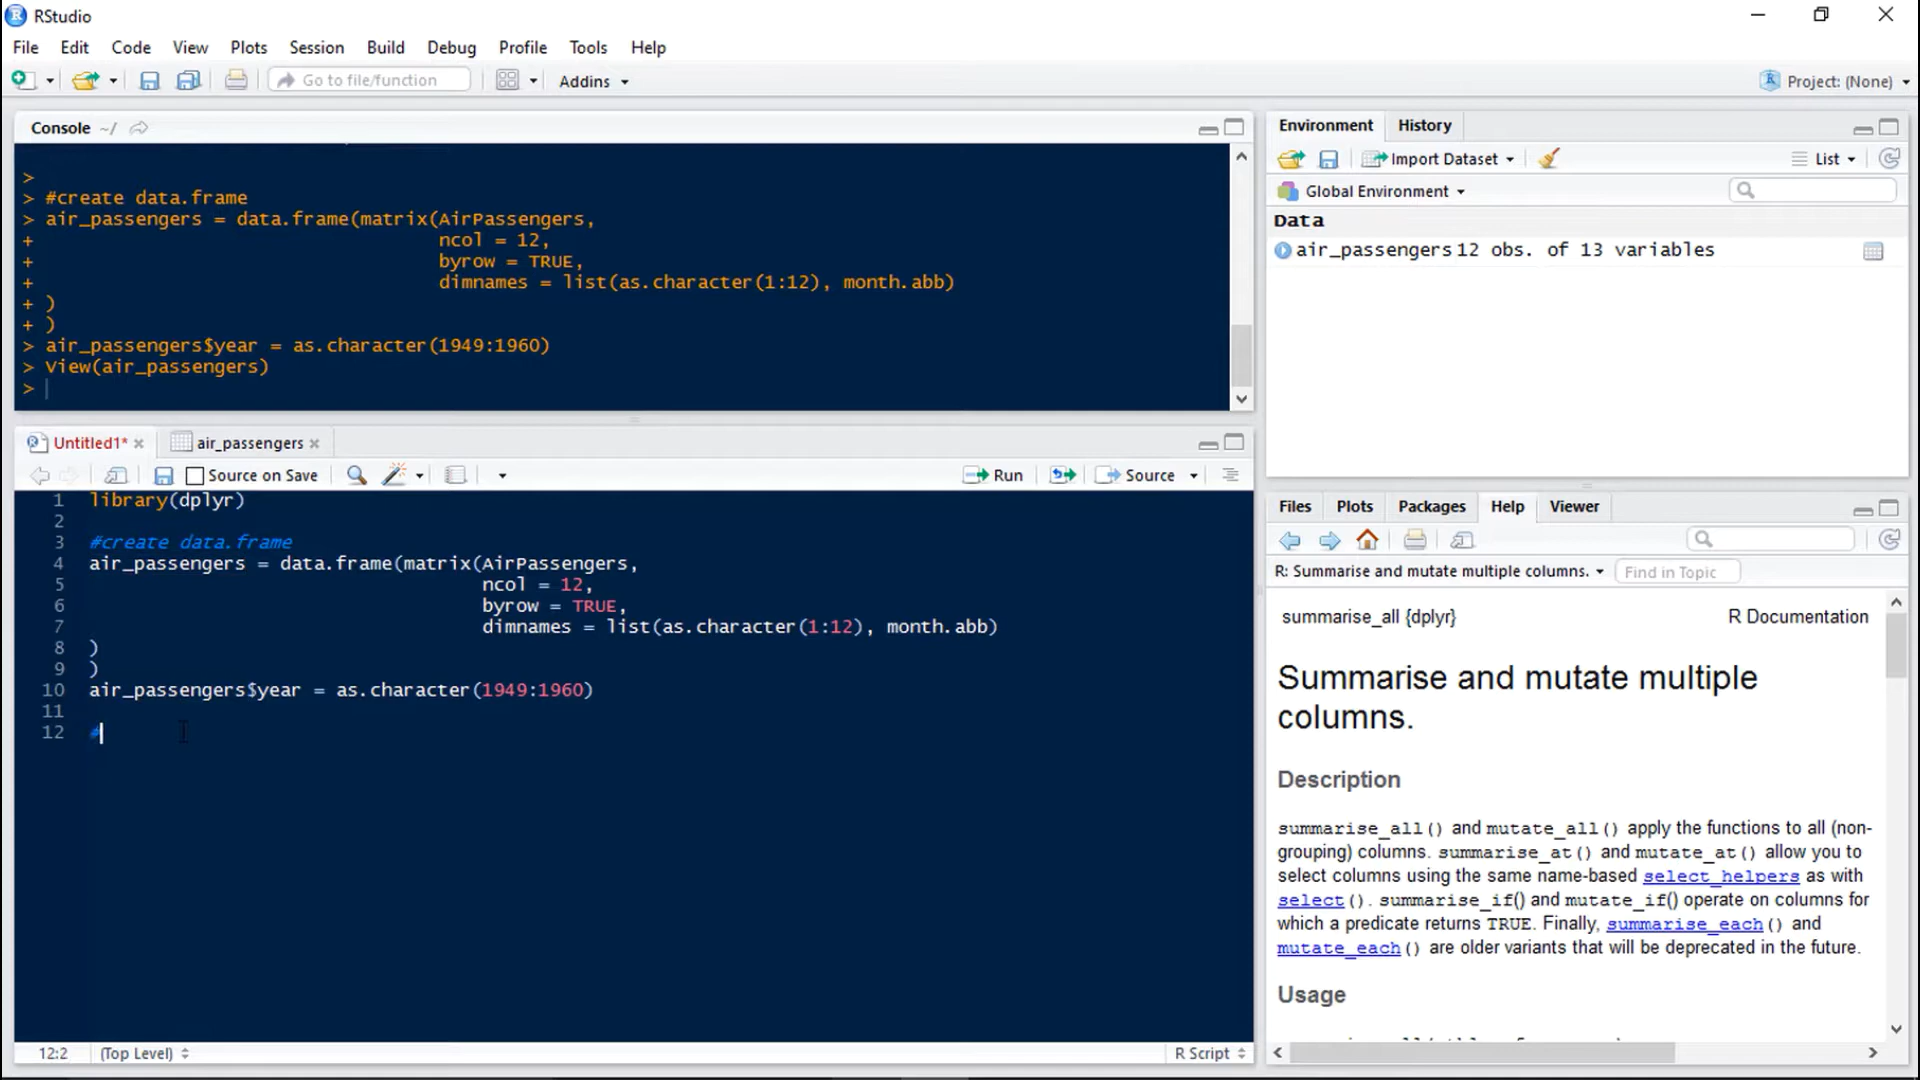 RStudio
File Edit Code View Plots Session Build Debug Profile Tools Help
Go to file/function Addins Project: (None)
Console ~/
>
> #create data.frame
> air_passengers = data.frame(matrix(AirPassengers,
+ ncol = 12,
+ byrow = TRUE,
+ dimnames = list(as.character(1:12), month.abb)
+ )
+ )
> air_passengers$year = as.character(1949:1960)
> View(air_passengers)
>
Untitled1* air_passengers
Source on Save Run Source
1 library(dplyr)
2
3 #create data.frame
4 air_passengers = data.frame(matrix(AirPassengers,
5 ncol = 12,
6 byrow = TRUE,
7 dimnames = list(as.character(1:12), month.abb)
8 )
9 )
10 air_passengers$year = as.character(1949:1960)
11
12 #
12:2 (Top Level) R Script
Environment History
Import Dataset List
Global Environment
Data
air_passengers 12 obs. of 13 variables
Files Plots Packages Help Viewer
R: Summarise and mutate multiple columns. Find in Topic
summarise_all {dplyr} R Documentation
Summarise and mutate multiple
columns.
Description
summarise_all() and mutate_all() apply the functions to all (non-
grouping) columns. summarise_at() and mutate_at() allow you to
select columns using the same name-based select_helpers as with
select(). summarise_if() and mutate_if() operate on columns for
which a predicate returns TRUE. Finally, summarise_each() and
mutate_each() are older variants that will be deprecated in the future.
Usage